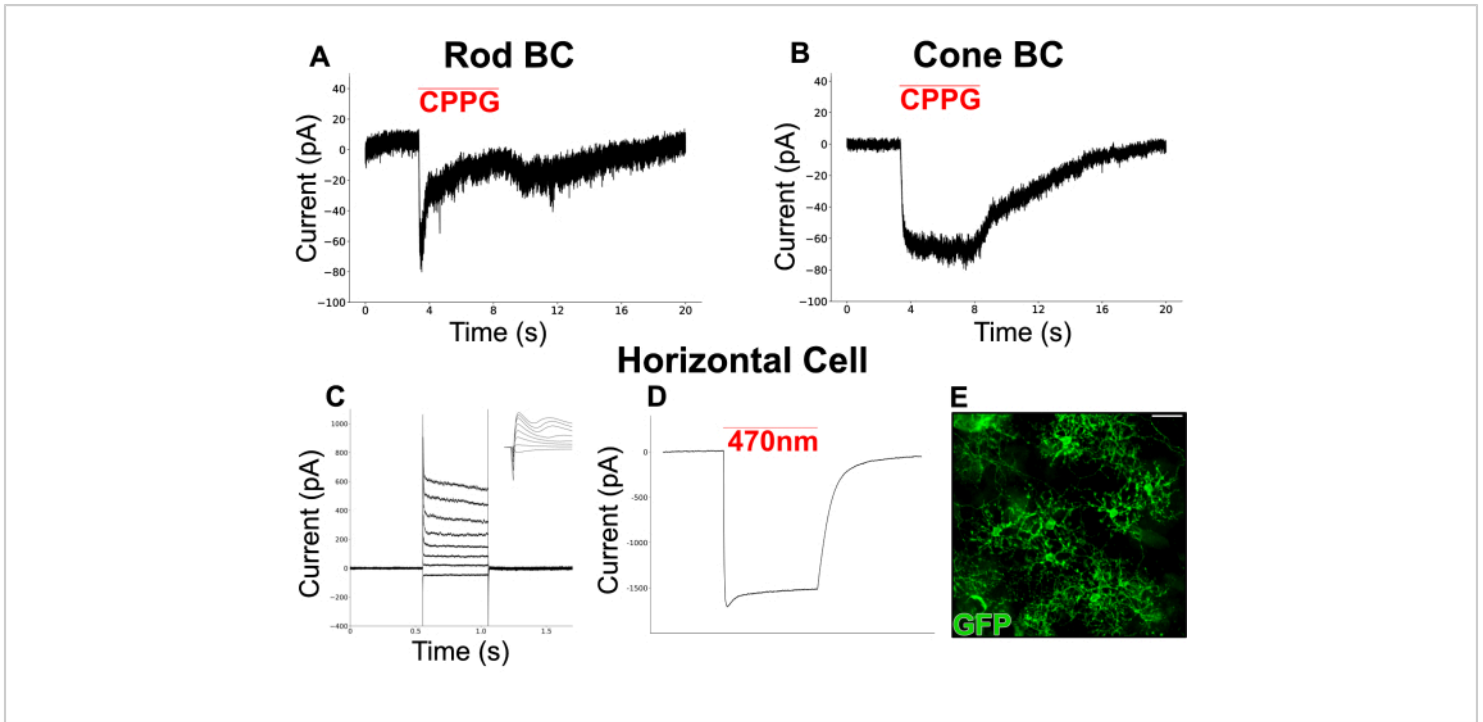 A Rod BC
CPPG
Current (pA)
40
20
0
−20
−40
−60
−80
−100
0 4 8 12 16 20
Time (s)
B Cone BC
CPPG
Current (pA)
40
20
0
−20
−40
−60
−80
−100
0 4 8 12 16 20
Time (s)
Horizontal Cell
C
Current (pA)
1000
800
600
400
200
0
−200
−400
0 0.5 1.0 1.5
Time (s)
D
470nm
Current (pA)
0
-500
-1000
-1500
E
GFP